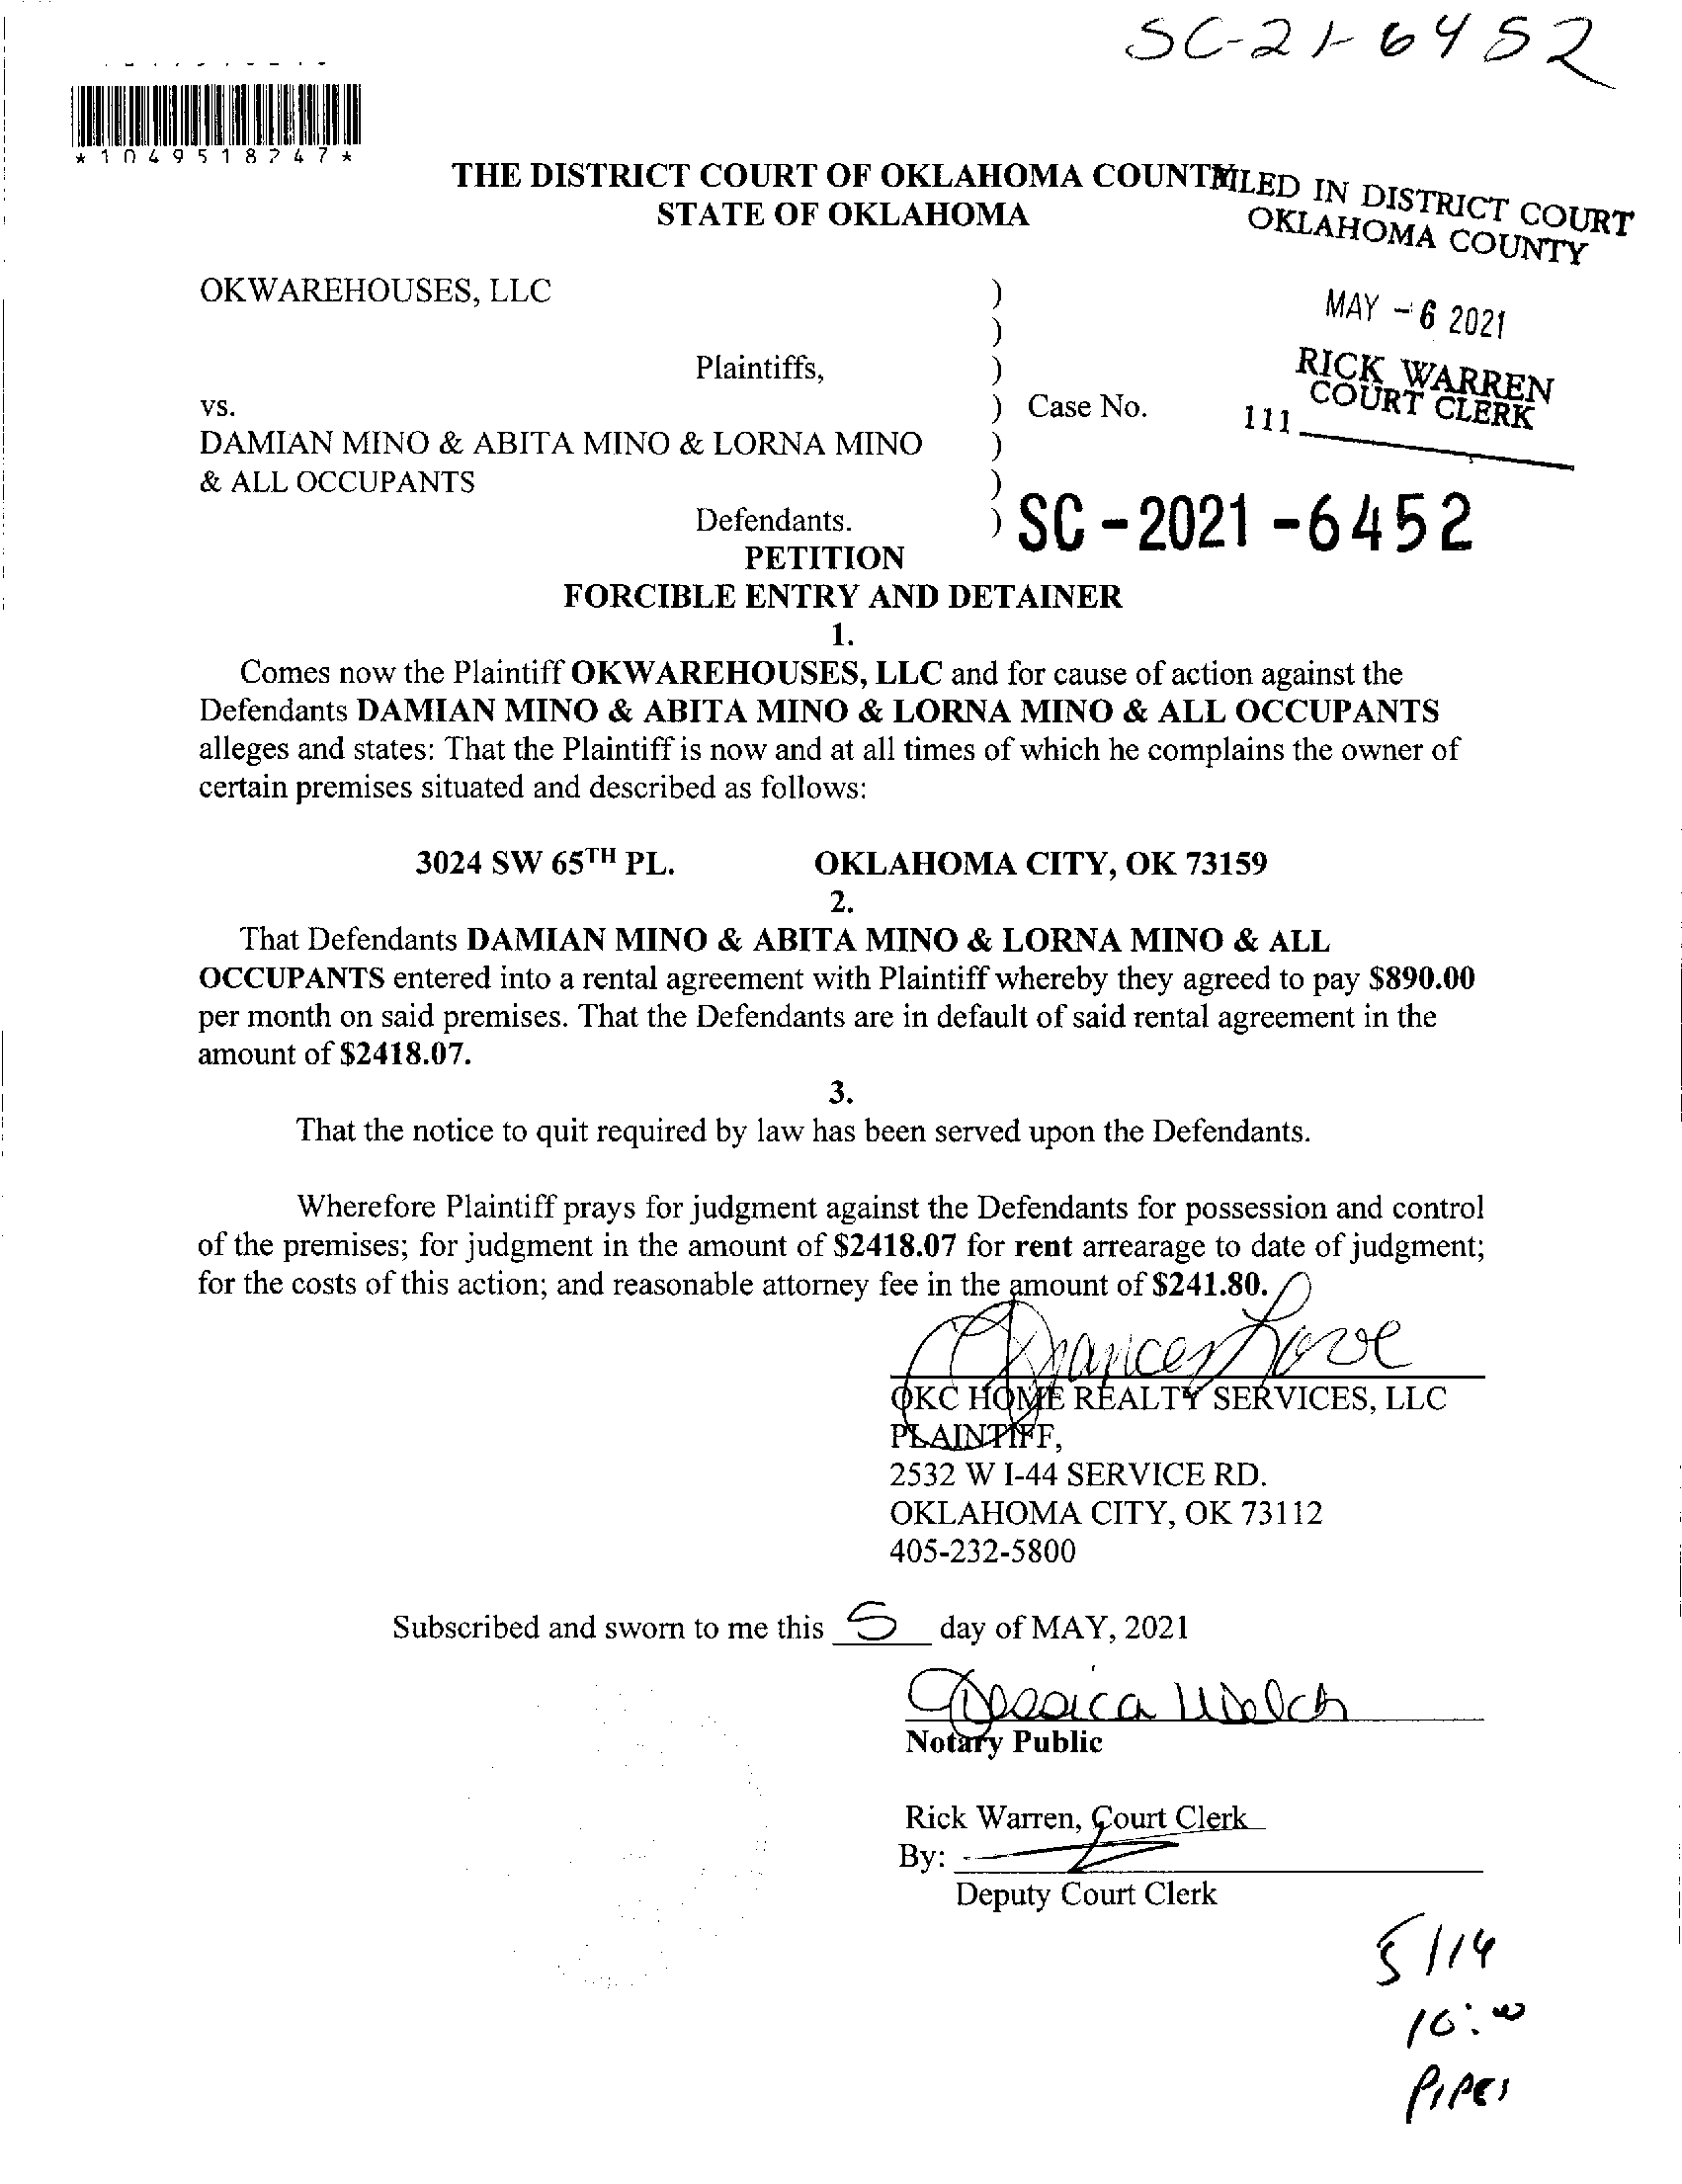 SC-21-6452
*1049518247*
THE DISTRICT COURT OF OKLAHOMA COUNTY
STATE OF OKLAHOMA
FILED IN DISTRICT COURT
OKLAHOMA COUNTY
MAY -6 2021
RICK WARREN
COURT CLERK
111
OKWAREHOUSES, LLC )
)
Plaintiffs, )
vs. ) Case No.
DAMIAN MINO & ABITA MINO & LORNA MINO )
& ALL OCCUPANTS )
Defendants. ) SC-2021-6452
PETITION
FORCIBLE ENTRY AND DETAINER
1.
Comes now the Plaintiff OKWAREHOUSES, LLC and for cause of action against the
Defendants DAMIAN MINO & ABITA MINO & LORNA MINO & ALL OCCUPANTS
alleges and states: That the Plaintiff is now and at all times of which he complains the owner of
certain premises situated and described as follows:
3024 SW 65TH PL. OKLAHOMA CITY, OK 73159
2.
That Defendants DAMIAN MINO & ABITA MINO & LORNA MINO & ALL
OCCUPANTS entered into a rental agreement with Plaintiff whereby they agreed to pay $890.00
per month on said premises. That the Defendants are in default of said rental agreement in the
amount of $2418.07.
3.
That the notice to quit required by law has been served upon the Defendants.
Wherefore Plaintiff prays for judgment against the Defendants for possession and control
of the premises; for judgment in the amount of $2418.07 for rent arrearage to date of judgment;
for the costs of this action; and reasonable attorney fee in the amount of $241.80.
Frances Love
OKC HOME REALTY SERVICES, LLC
PLAINTIFF,
2532 W I-44 SERVICE RD.
OKLAHOMA CITY, OK 73112
405-232-5800
Subscribed and sworn to me this 5 day of MAY, 2021
Jessica Welch
Notary Public
Rick Warren, Court Clerk
By:
Deputy Court Clerk
5/14
10:00
PIPES